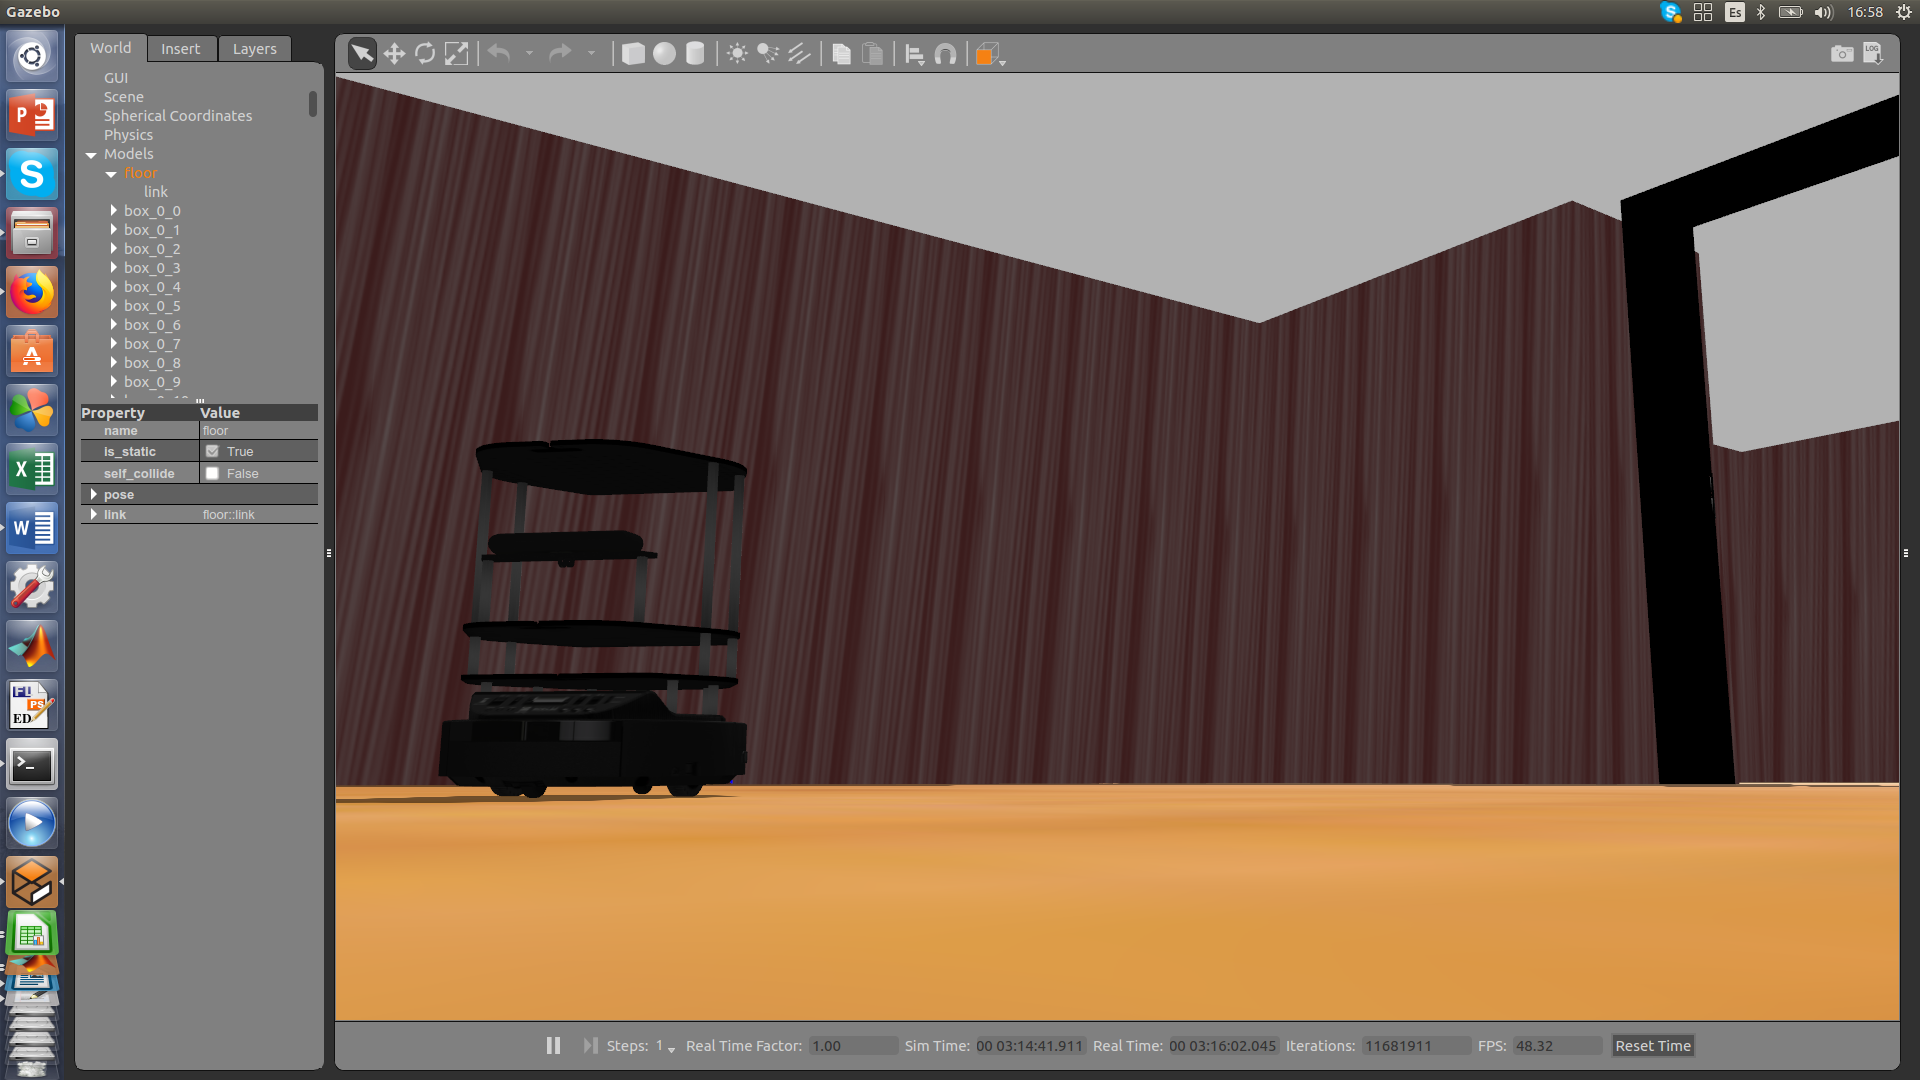 Gazebo
Es
16:58
World
Insert
Layers
LOG
GUI
Scene
Spherical Coordinates
Physics
Models
floor
link
box_0_0
box_0_1
box_0_2
box_0_3
box_0_4
box_0_5
box_0_6
box_0_7
box_0_8
box_0_9
Property Value
name floor
is_static True
self_collide False
pose
link floor::link
Steps: 1 Real Time Factor: 1.00 Sim Time: 00 03:14:41.911 Real Time: 00 03:16:02.045 Iterations: 11681911 FPS: 48.32 Reset Time